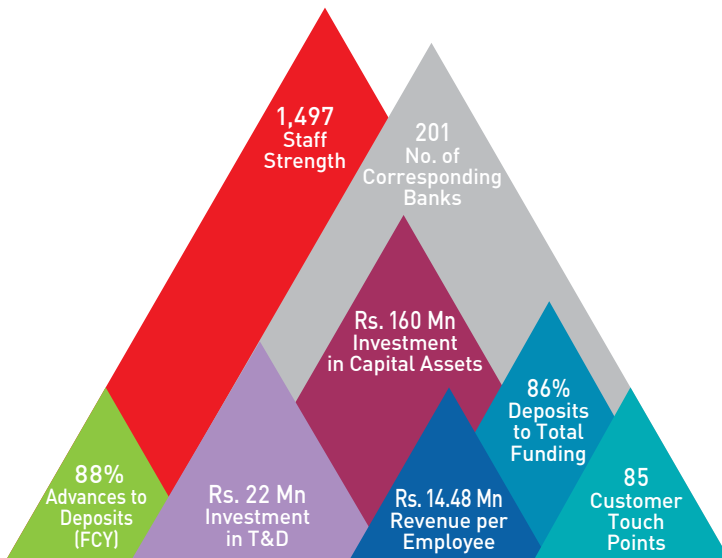 1,497
Staff
Strength
201
No. of
Corresponding
Banks
Rs. 160 Mn
Investment
in Capital Assets
86%
Deposits
to Total
Funding
88%
Advances to
Deposits
(FCY)
Rs. 22 Mn
Investment
in T&D
Rs. 14.48 Mn
Revenue per
Employee
85
Customer
Touch
Points